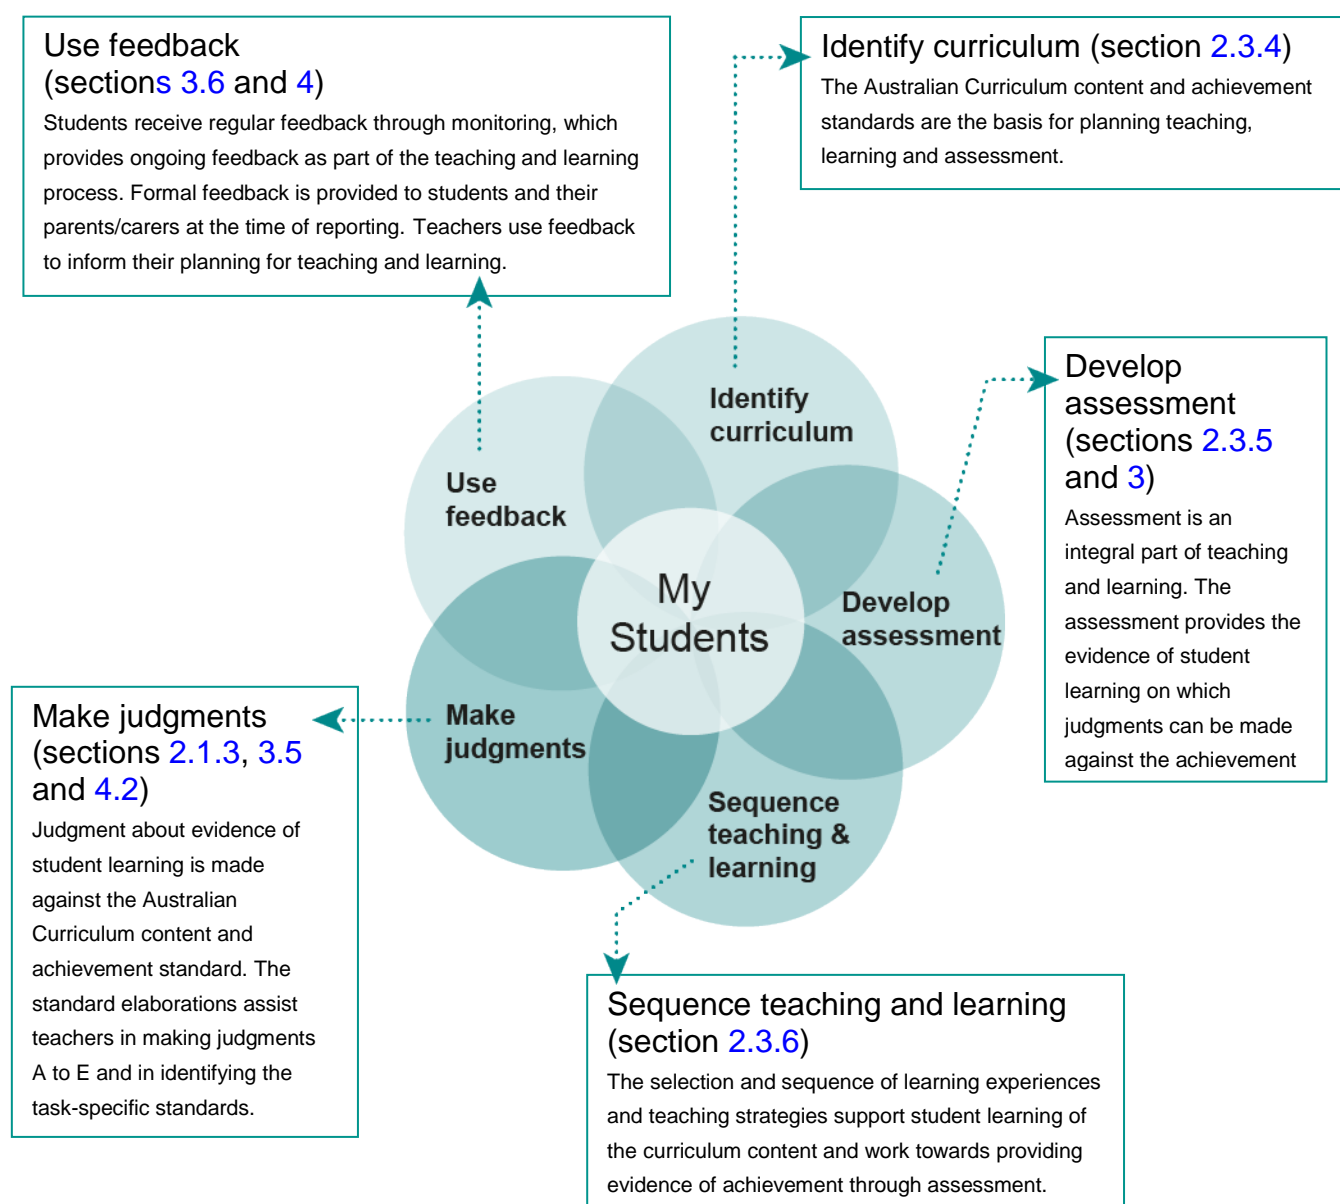 Use feedback
(sections 3.6 and 4)
Students receive regular feedback through monitoring, which
provides ongoing feedback as part of the teaching and learning
process. Formal feedback is provided to students and their
parents/carers at the time of reporting. Teachers use feedback
to inform their planning for teaching and learning.
Identify curriculum (section 2.3.4)
The Australian Curriculum content and achievement
standards are the basis for planning teaching,
learning and assessment.
Develop
assessment
(sections 2.3.5
and 3)
Assessment is an
integral part of teaching
and learning. The
assessment provides the
evidence of student
learning on which
judgments can be made
against the achievement
Identify
curriculum
Use
feedback
My
Students
Develop
assessment
Make
judgments
Sequence
teaching &
learning
Make judgments
(sections 2.1.3, 3.5
and 4.2)
Judgment about evidence of
student learning is made
against the Australian
Curriculum content and
achievement standard. The
standard elaborations assist
teachers in making judgments
A to E and in identifying the
task-specific standards.
Sequence teaching and learning
(section 2.3.6)
The selection and sequence of learning experiences
and teaching strategies support student learning of
the curriculum content and work towards providing
evidence of achievement through assessment.